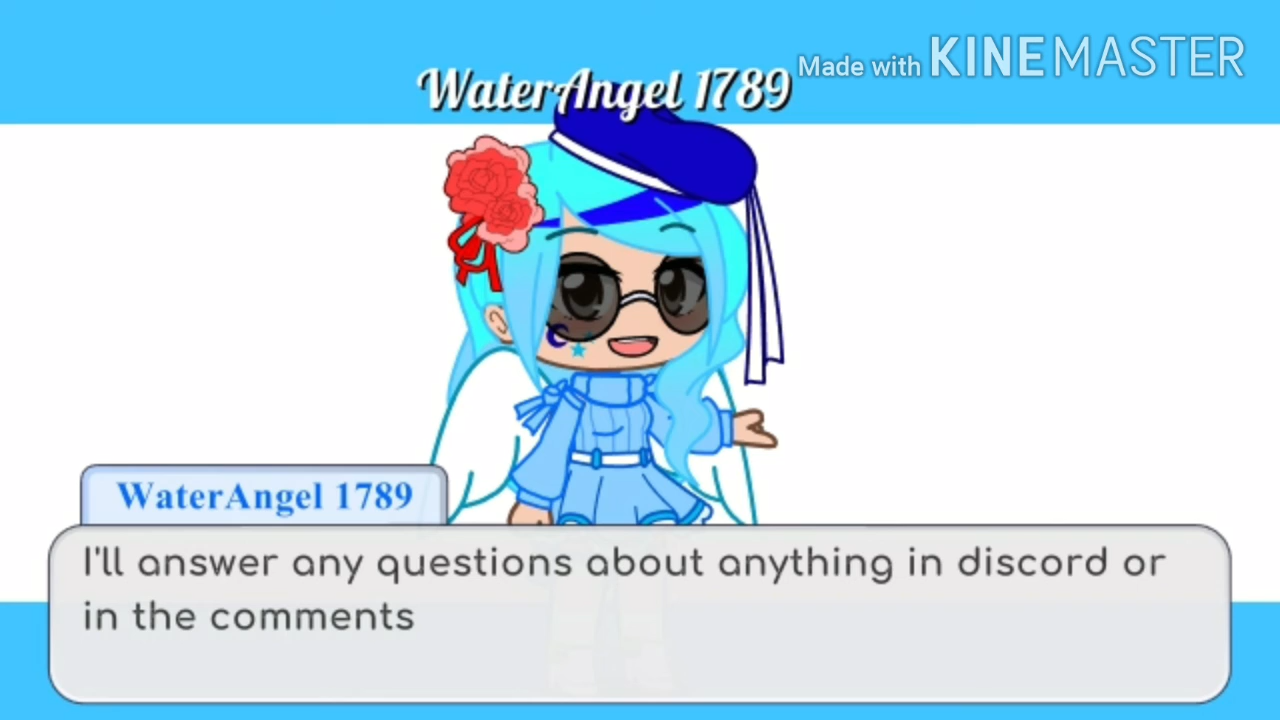 Made with KINEMASTER
WaterAngel 1789
WaterAngel 1789
I'll answer any questions about anything in discord or
in the comments